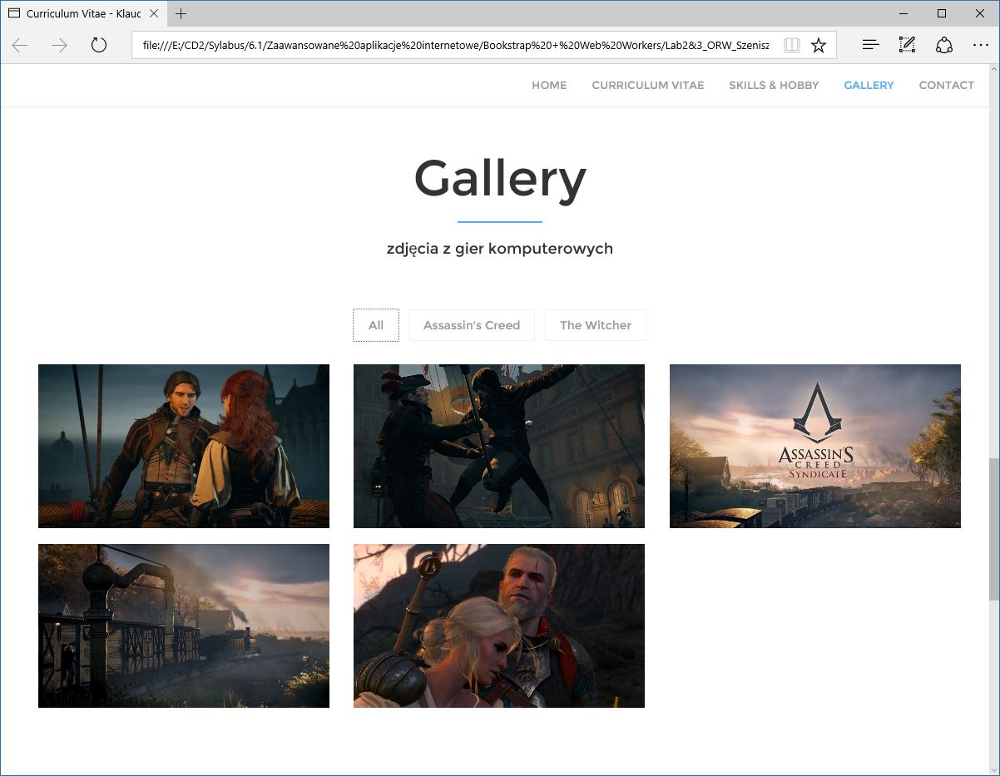 Curriculum Vitae - Klauc
file:///E:/CD2/Sylabus/6.1/Zaawansowane%20aplikacje%20internetowe/Bookstrap%20+%20Web%20Workers/Lab2&3_ORW_Szenisz
HOME CURRICULUM VITAE SKILLS & HOBBY GALLERY CONTACT
Gallery
zdjęcia z gier komputerowych
All Assassin's Creed The Witcher
ASSASSIN'S
CREED
SYNDICATE